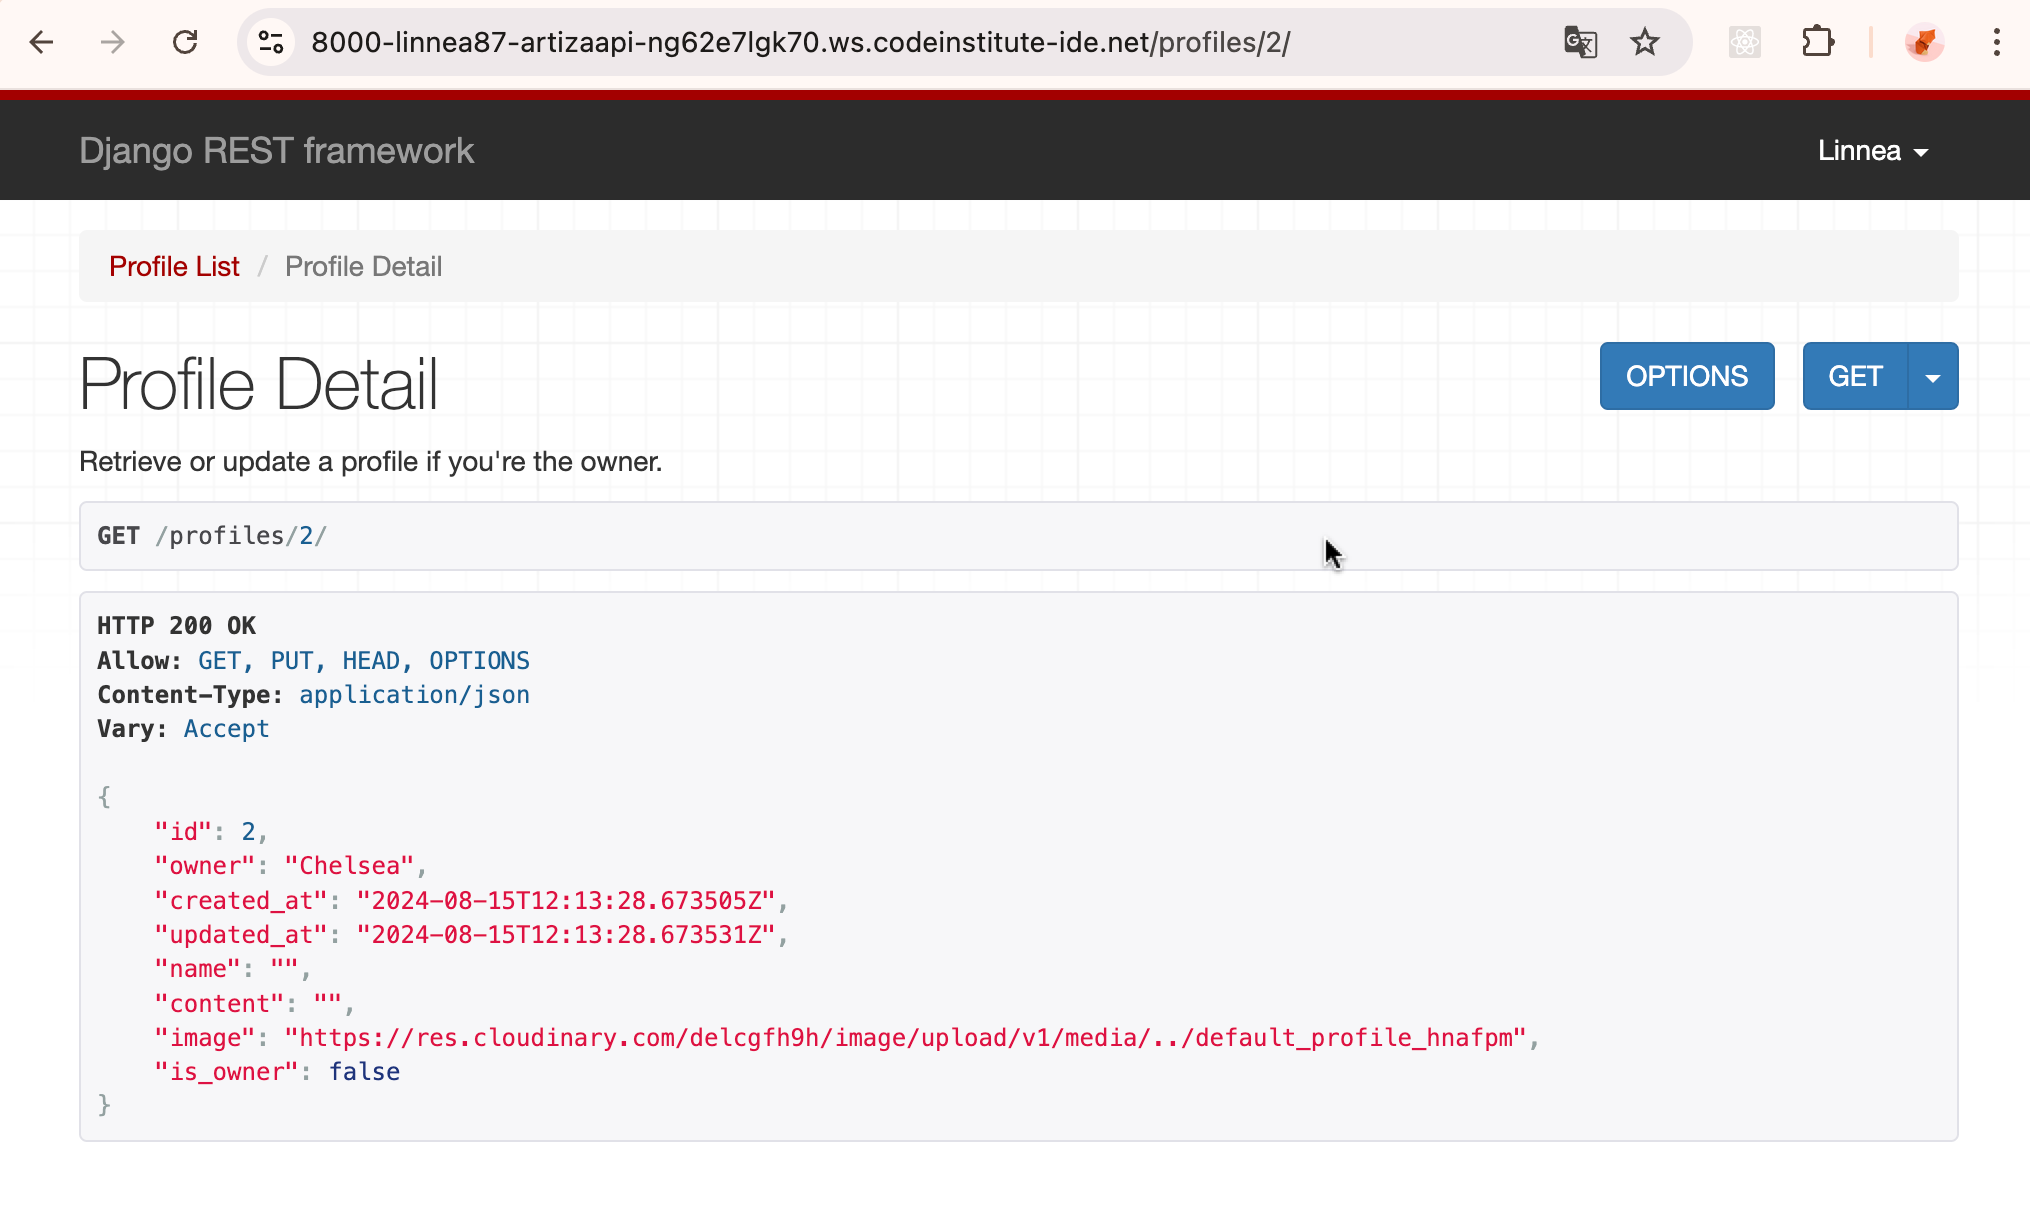 8000-linnea87-artizaapi-ng62e7lgk70.ws.codeinstitute-ide.net/profiles/2/
Django REST framework
Linnea
Profile List / Profile Detail
Profile Detail
OPTIONS
GET
Retrieve or update a profile if you're the owner.
GET /profiles/2/
HTTP 200 OK
Allow: GET, PUT, HEAD, OPTIONS
Content-Type: application/json
Vary: Accept
{
    "id": 2,
    "owner": "Chelsea",
    "created_at": "2024-08-15T12:13:28.673505Z",
    "updated_at": "2024-08-15T12:13:28.673531Z",
    "name": "",
    "content": "",
    "image": "https://res.cloudinary.com/delcgfh9h/image/upload/v1/media/../default_profile_hnafpm",
    "is_owner": false
}